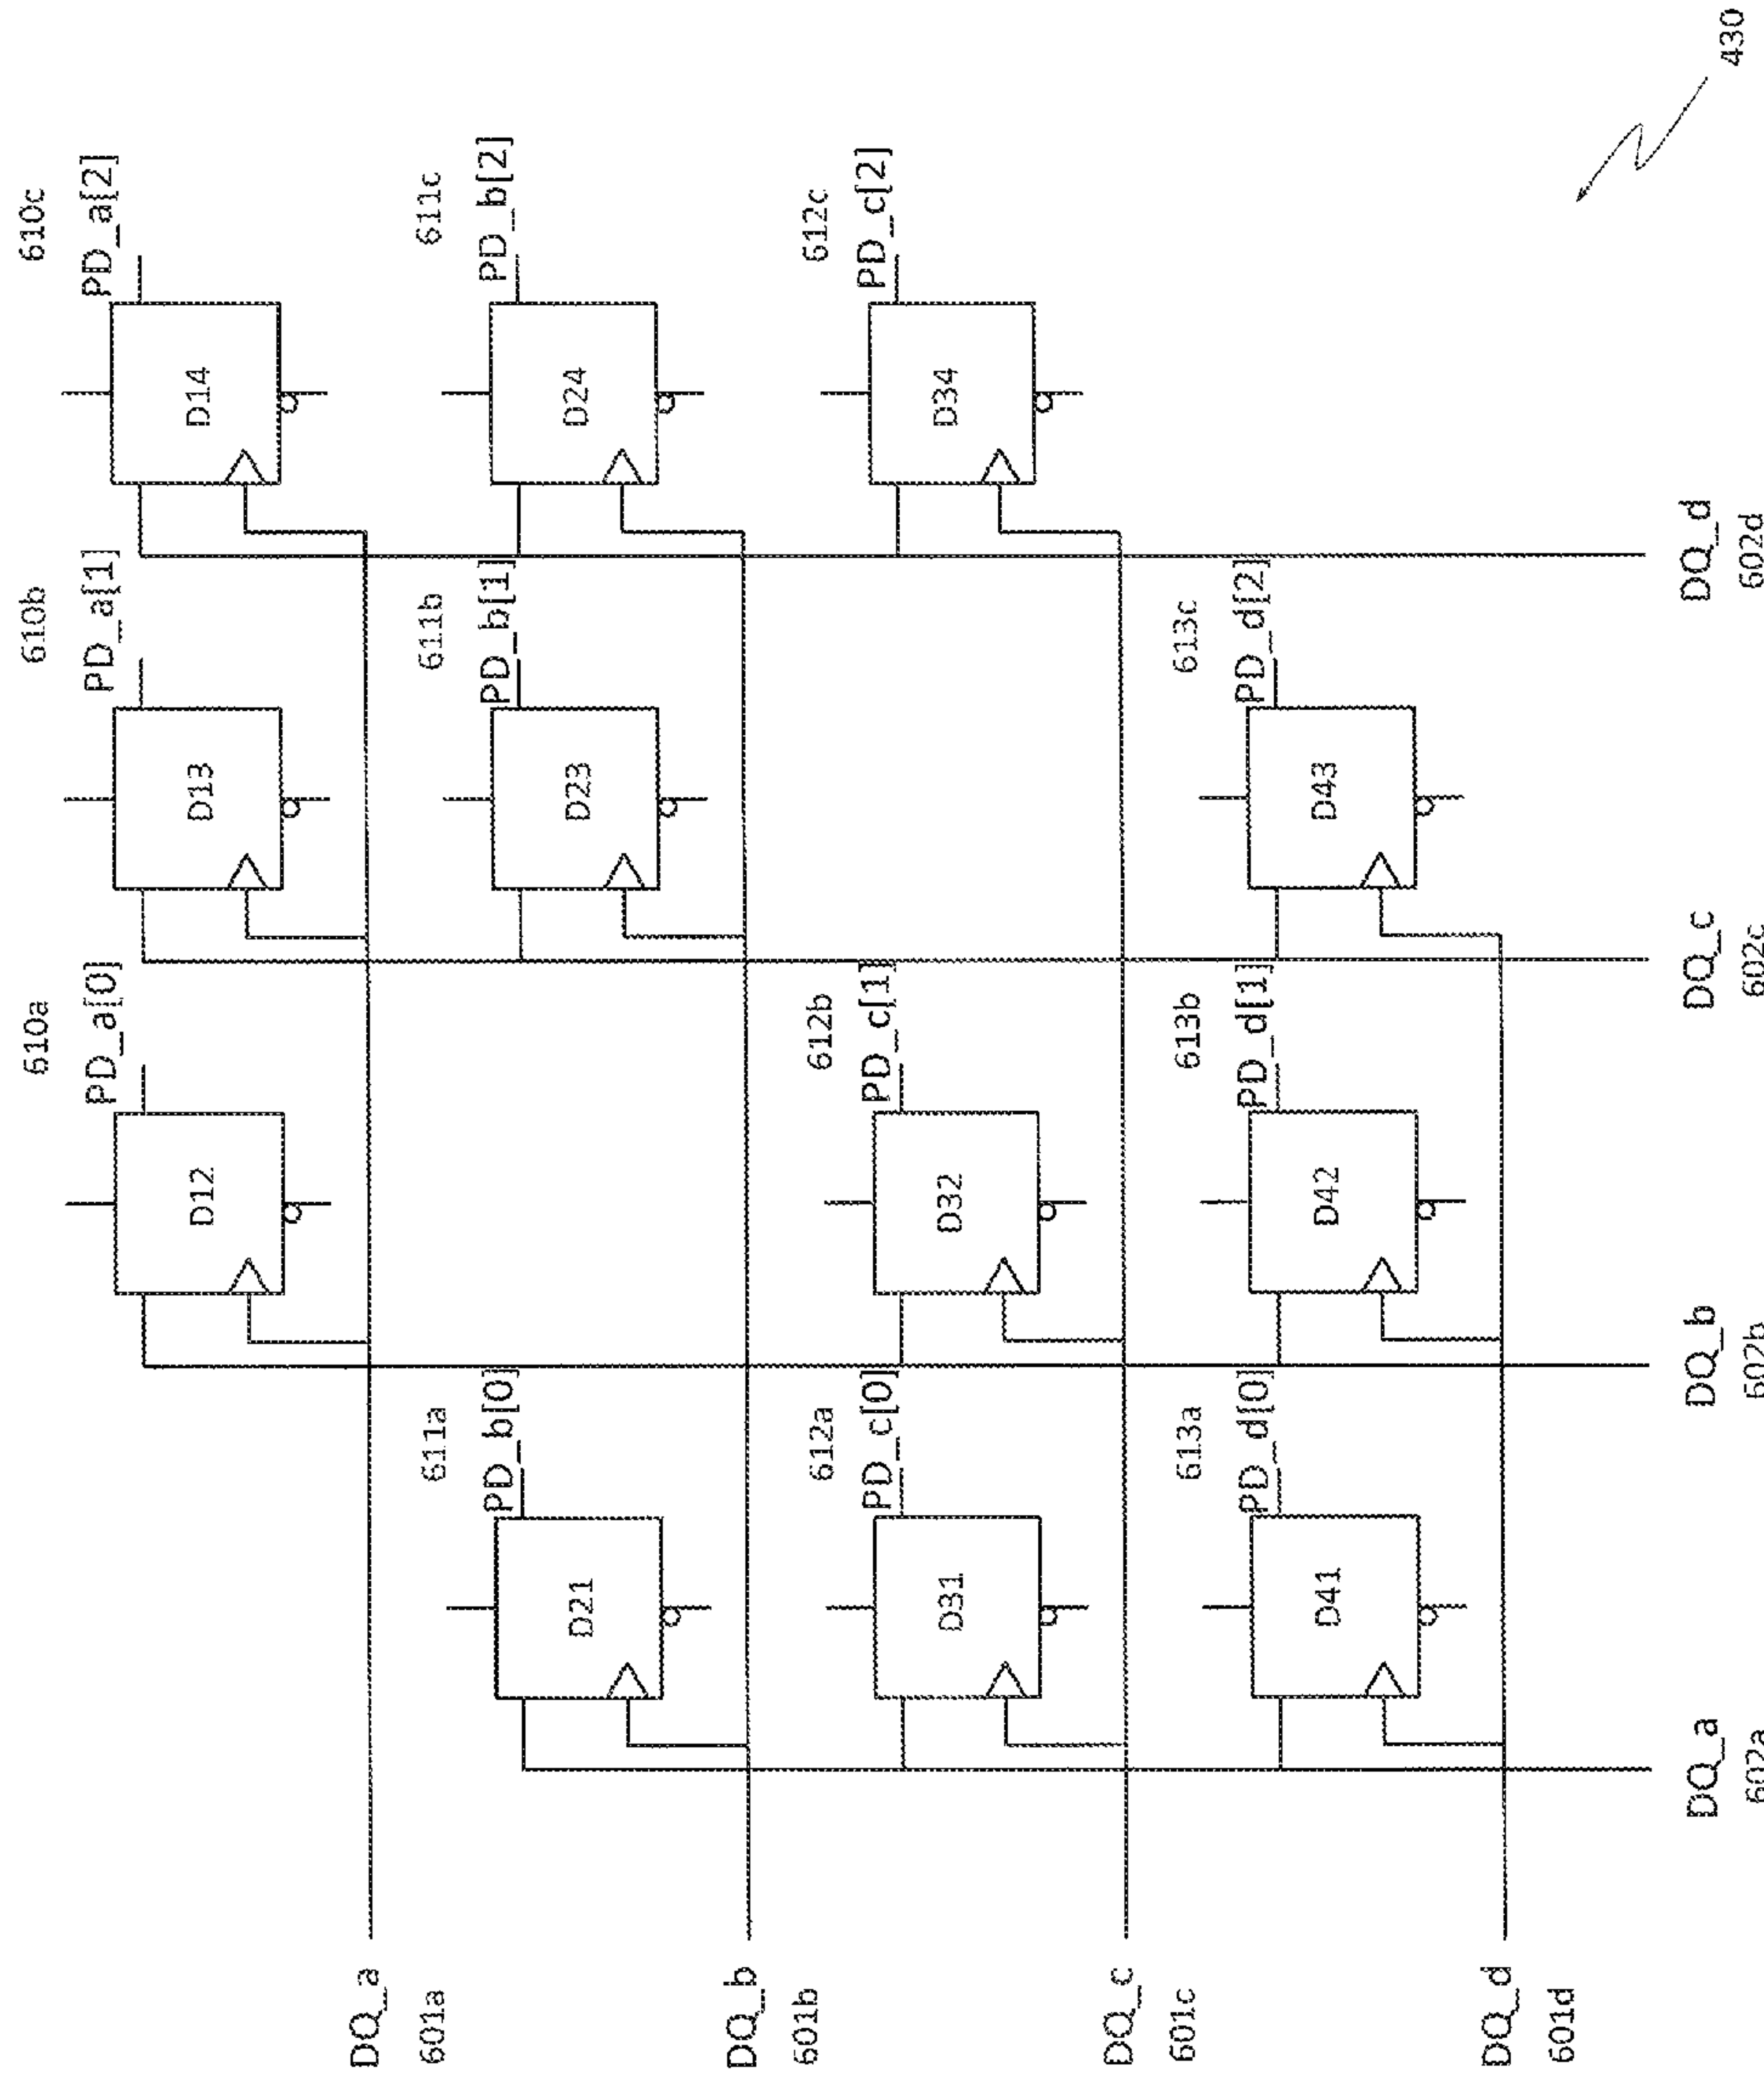 610a
PD_a[0]
D12
610b
PD_a[1]
D13
610c
PD_a[2]
D14
DQ_a
601a
611a
PD_b[0]
D21
611b
PD_b[1]
D23
611c
PD_b[2]
D24
DQ_b
601b
612a
PD_c[0]
D31
612b
PD_c[1]
D32
612c
PD_c[2]
D34
DQ_c
601c
613a
PD_d[0]
D41
613b
PD_d[1]
D42
613c
PD_d[2]
D43
DQ_d
601d
DQ_a
602a
DQ_b
602b
DQ_c
602c
DQ_d
602d
430